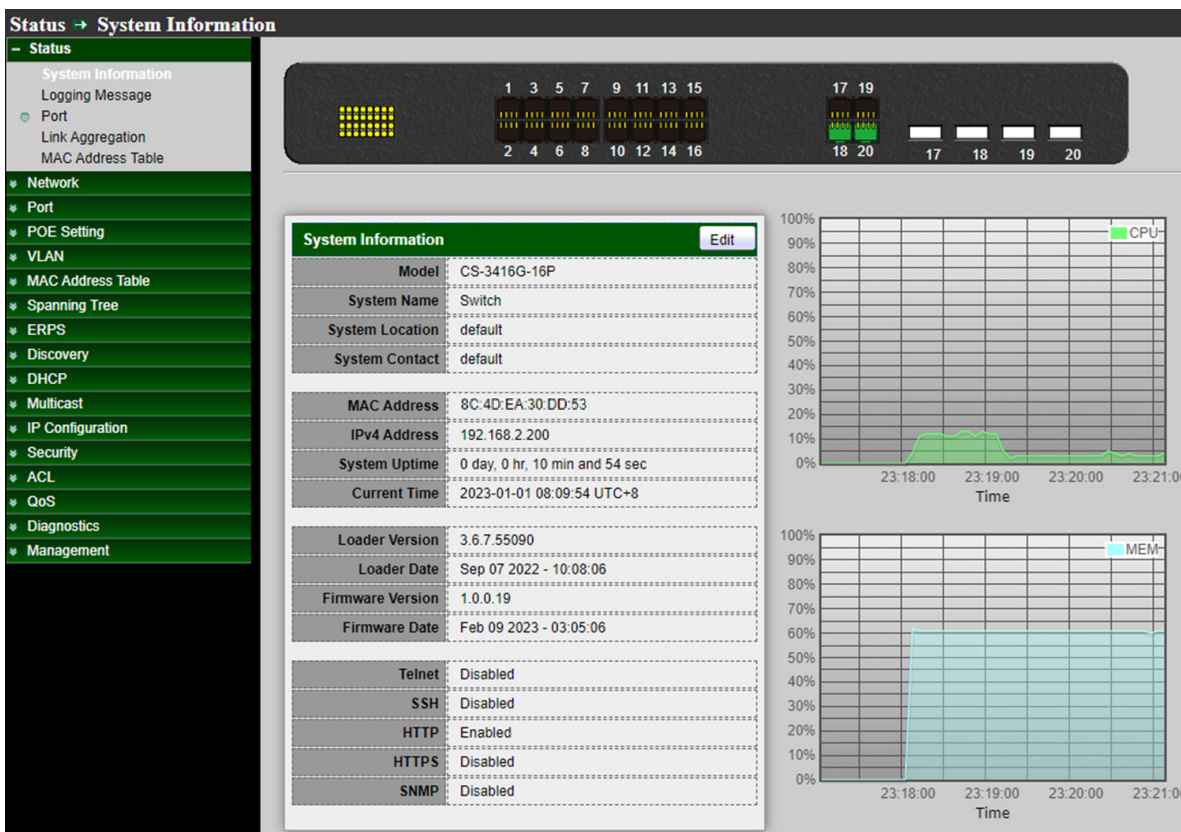 Status → System Information
– Status
System Information
Logging Message
Port
Link Aggregation
MAC Address Table
Network
Port
POE Setting
VLAN
MAC Address Table
Spanning Tree
ERPS
Discovery
DHCP
Multicast
IP Configuration
Security
ACL
QoS
Diagnostics
Management
1 3 5 7 9 11 13 15 17 19
2 4 6 8 10 12 14 16 18 20 17 18 19 20
System Information Edit
Model CS-3416G-16P
System Name Switch
System Location default
System Contact default
MAC Address 8C:4D:EA:30:DD:53
IPv4 Address 192.168.2.200
System Uptime 0 day, 0 hr, 10 min and 54 sec
Current Time 2023-01-01 08:09:54 UTC+8
Loader Version 3.6.7.55090
Loader Date Sep 07 2022 - 10:08:06
Firmware Version 1.0.0.19
Firmware Date Feb 09 2023 - 03:05:06
Telnet Disabled
SSH Disabled
HTTP Enabled
HTTPS Disabled
SNMP Disabled
100%
CPU
90%
80%
70%
60%
50%
40%
30%
20%
10%
0%
23:18:00 23:19:00 23:20:00 23:21:0
Time
100%
MEM
90%
80%
70%
60%
50%
40%
30%
20%
10%
0%
23:18:00 23:19:00 23:20:00 23:21:0
Time